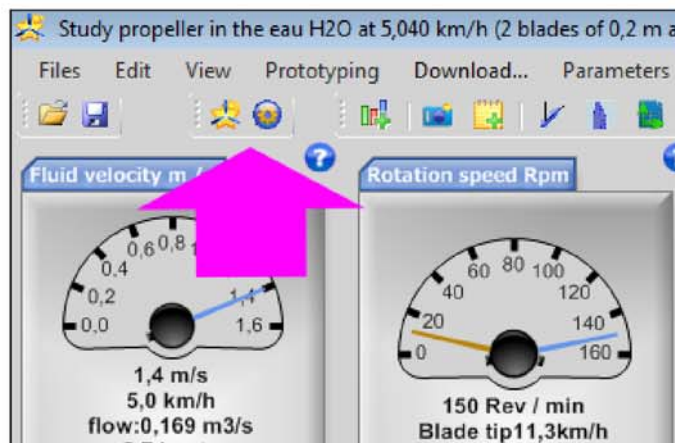 Study propeller in the eau H2O at 5,040 km/h (2 blades of 0,2 m a
Files Edit View Prototyping Download... Parameters
Fluid velocity m / Rotation speed Rpm
0,0 0,2 0,4 0,6 0,8 1,4 1,6
0 20 40 60 80 100 120 140 160
1,4 m/s
5,0 km/h
flow:0,169 m3/s
150 Rev / min
Blade tip11,3km/h